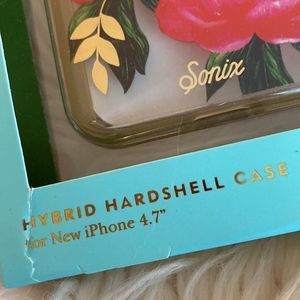 Sonix
HYBRID HARDSHELL CASE
for New iPhone 4.7"